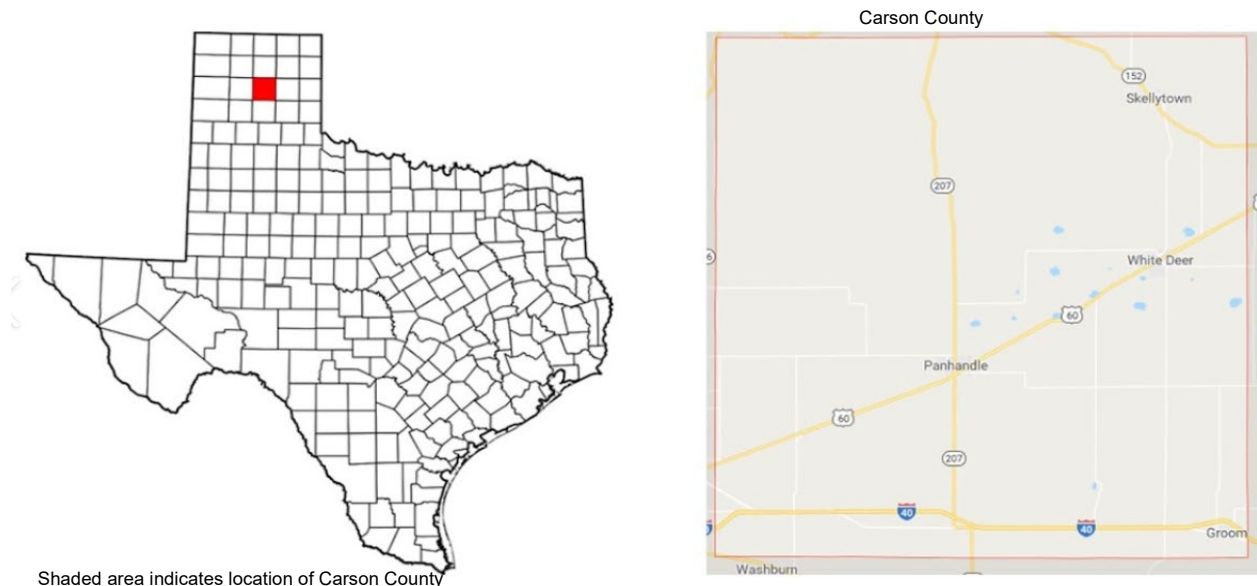 Carson County
152
Skellytown
207
6
White Deer
60
Panhandle
60
207
40
40
Groom
Washburn
Shaded area indicates location of Carson County